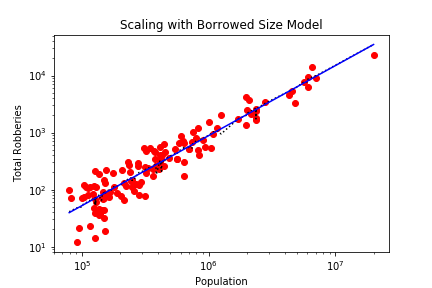 Scaling with Borrowed Size Model
Total Robberies
10⁴
10³
10²
10¹
10⁵
10⁶
10⁷
Population